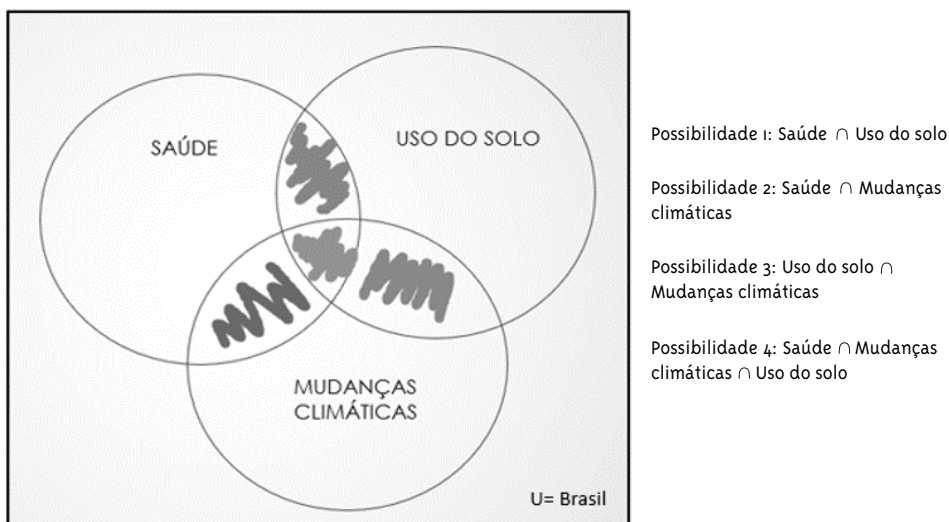 SAÚDE
USO DO SOLO
MUDANÇAS
CLIMÁTICAS
U= Brasil
Possibilidade 1: Saúde ∩ Uso do solo
Possibilidade 2: Saúde ∩ Mudanças
climáticas
Possibilidade 3: Uso do solo ∩
Mudanças climáticas
Possibilidade 4: Saúde ∩ Mudanças
climáticas ∩ Uso do solo